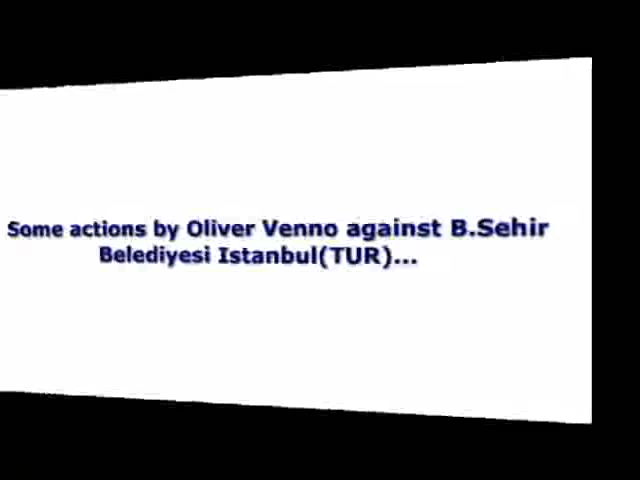 Some actions by Oliver Venno against B.Sehir
Belediyesi Istanbul(TUR)...